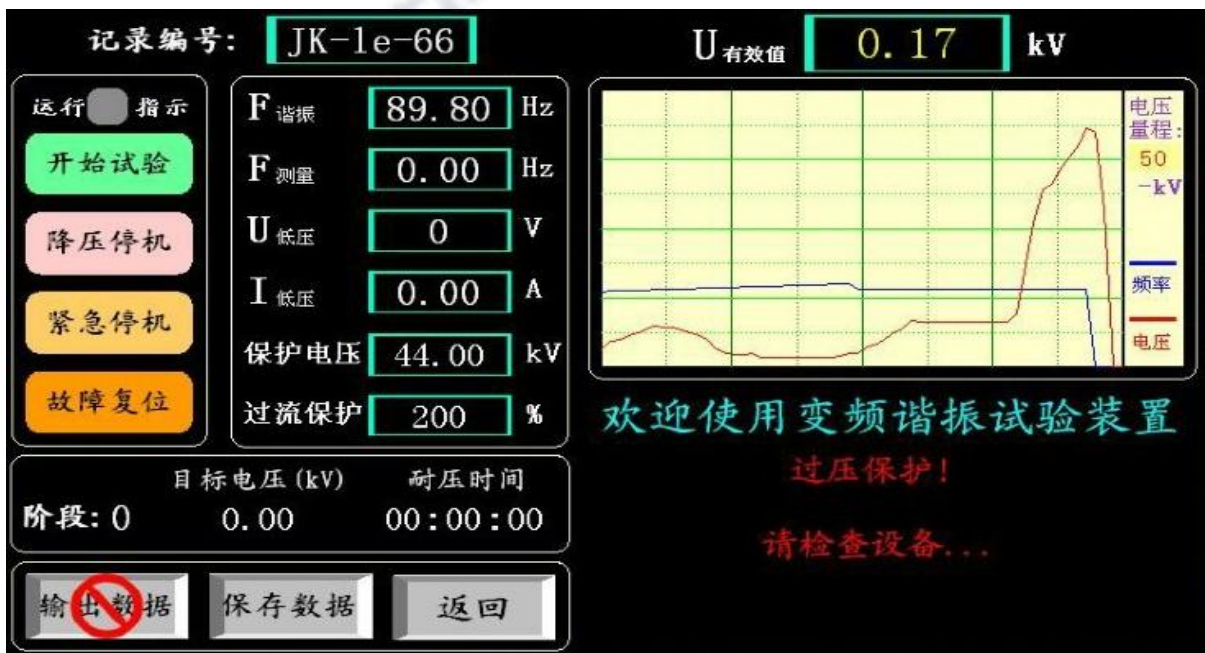 记录编号: JK-1e-66
U有效值 0.17 kV
运行 指示
开始试验
降压停机
紧急停机
故障复位
F谐振 89.80 Hz
F测量 0.00 Hz
U低压 0 V
I低压 0.00 A
保护电压 44.00 kV
过流保护 200 %
电压
量程:
50
-kV
频率
电压
目标电压(kV) 耐压时间
阶段: 0 0.00 00:00:00
欢迎使用变频谐振试验装置
过压保护!
请检查设备...
输出数据 保存数据 返回